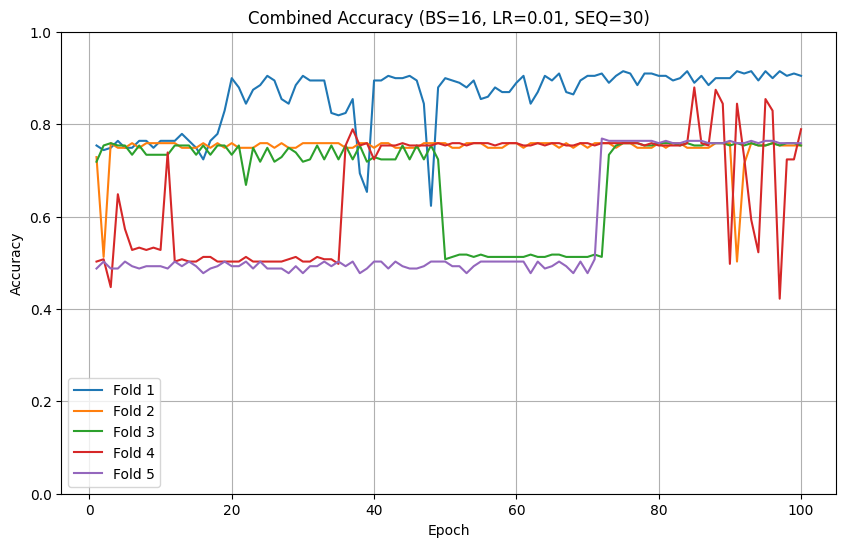 Combined Accuracy (BS=16, LR=0.01, SEQ=30)
1.0
0.8
0.6
0.4
0.2
0.0
Accuracy
Fold 1
Fold 2
Fold 3
Fold 4
Fold 5
0 20 40 60 80 100
Epoch